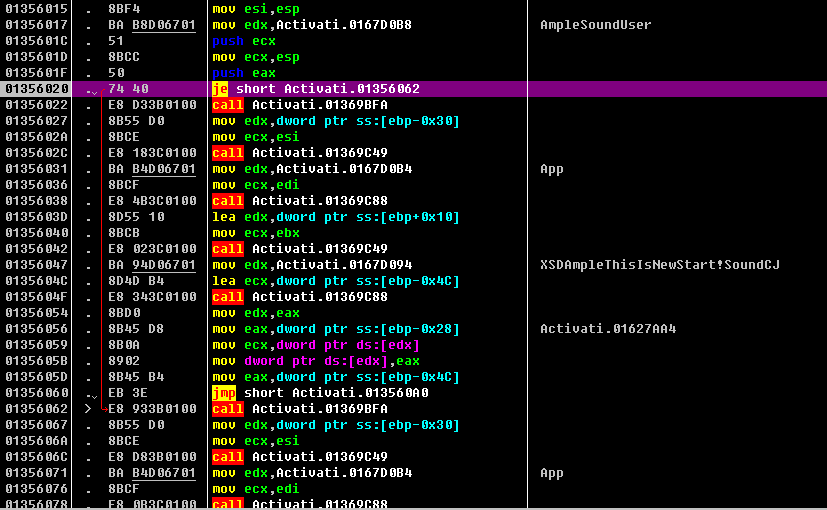 01356015 . 8BF4 mov esi,esp
01356017 . BA B8D06701 mov edx,Activati.0167D0B8 AmpleSoundUser
0135601C . 51 push ecx
0135601D . 8BCC mov ecx,esp
0135601F . 50 push eax
01356020 . 74 40 je short Activati.01356062
01356022 . E8 D33B0100 call Activati.01369BFA
01356027 . 8B55 D0 mov edx,dword ptr ss:[ebp-0x30]
0135602A . 8BCE mov ecx,esi
0135602C . E8 183C0100 call Activati.01369C49
01356031 . BA B4D06701 mov edx,Activati.0167D0B4 App
01356036 . 8BCF mov ecx,edi
01356038 . E8 4B3C0100 call Activati.01369C88
0135603D . 8D55 10 lea edx,dword ptr ss:[ebp+0x10]
01356040 . 8BCB mov ecx,ebx
01356042 . E8 023C0100 call Activati.01369C49
01356047 . BA 94D06701 mov edx,Activati.0167D094 XSDAmpleThisIsNewStart!SoundCJ
0135604C . 8D4D B4 lea ecx,dword ptr ss:[ebp-0x4C]
0135604F . E8 343C0100 call Activati.01369C88
01356054 . 8BD0 mov edx,eax
01356056 . 8B45 D8 mov eax,dword ptr ss:[ebp-0x28] Activati.01627AA4
01356059 . 8B0A mov ecx,dword ptr ds:[edx]
0135605B . 8902 mov dword ptr ds:[edx],eax
0135605D . 8B45 B4 mov eax,dword ptr ss:[ebp-0x4C]
01356060 . EB 3E jmp short Activati.013560A0
01356062 > E8 933B0100 call Activati.01369BFA
01356067 . 8B55 D0 mov edx,dword ptr ss:[ebp-0x30]
0135606A . 8BCE mov ecx,esi
0135606C . E8 D83B0100 call Activati.01369C49
01356071 . BA B4D06701 mov edx,Activati.0167D0B4 App
01356076 . 8BCF mov ecx,edi
01356078 . E8 0B3C0100 call Activati.01369C88